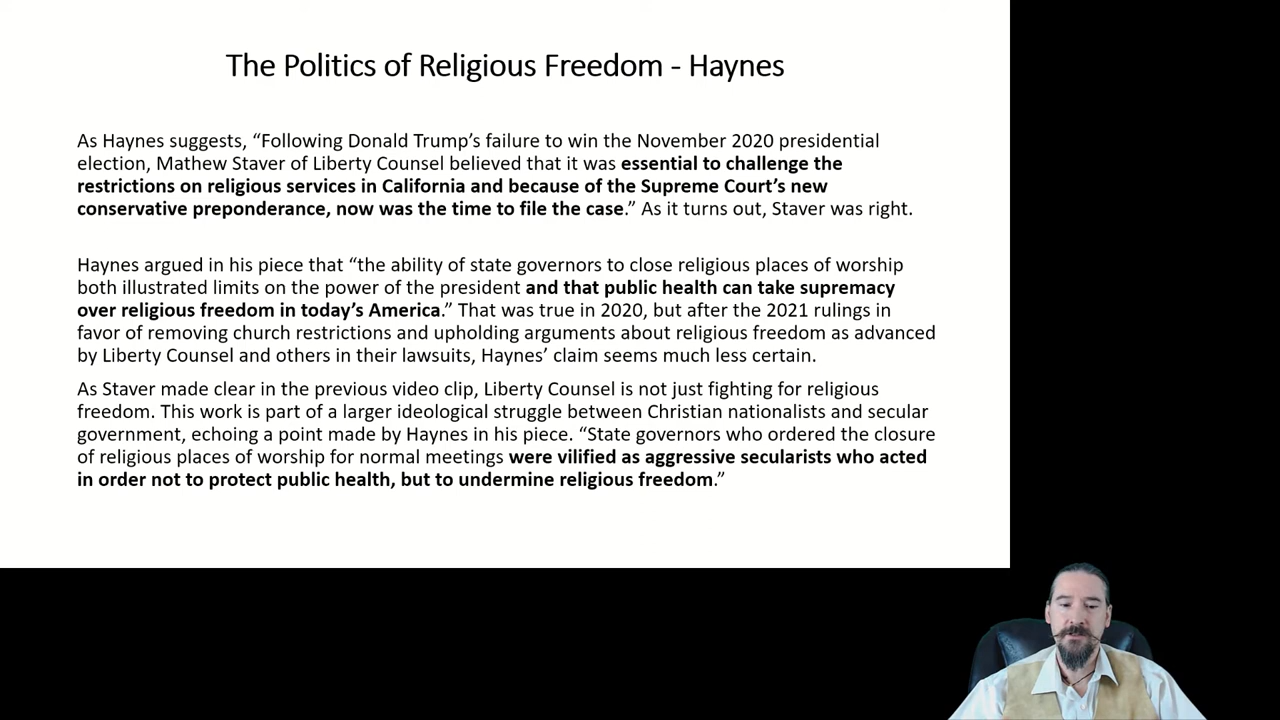 The Politics of Religious Freedom - Haynes
As Haynes suggests, “Following Donald Trump’s failure to win the November 2020 presidential
election, Mathew Staver of Liberty Counsel believed that it was essential to challenge the
restrictions on religious services in California and because of the Supreme Court’s new
conservative preponderance, now was the time to file the case.” As it turns out, Staver was right.
Haynes argued in his piece that “the ability of state governors to close religious places of worship
both illustrated limits on the power of the president and that public health can take supremacy
over religious freedom in today’s America.” That was true in 2020, but after the 2021 rulings in
favor of removing church restrictions and upholding arguments about religious freedom as advanced
by Liberty Counsel and others in their lawsuits, Haynes’ claim seems much less certain.
As Staver made clear in the previous video clip, Liberty Counsel is not just fighting for religious
freedom. This work is part of a larger ideological struggle between Christian nationalists and secular
government, echoing a point made by Haynes in his piece. “State governors who ordered the closure
of religious places of worship for normal meetings were vilified as aggressive secularists who acted
in order not to protect public health, but to undermine religious freedom.”